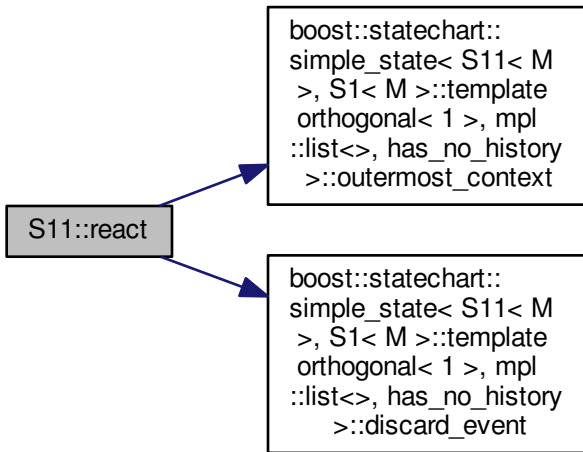 S11::react
boost::statechart::
simple_state< S11< M
>, S1< M >::template
orthogonal< 1 >, mpl
::list<>, has_no_history
>::outermost_context
boost::statechart::
simple_state< S11< M
>, S1< M >::template
orthogonal< 1 >, mpl
::list<>, has_no_history
>::discard_event